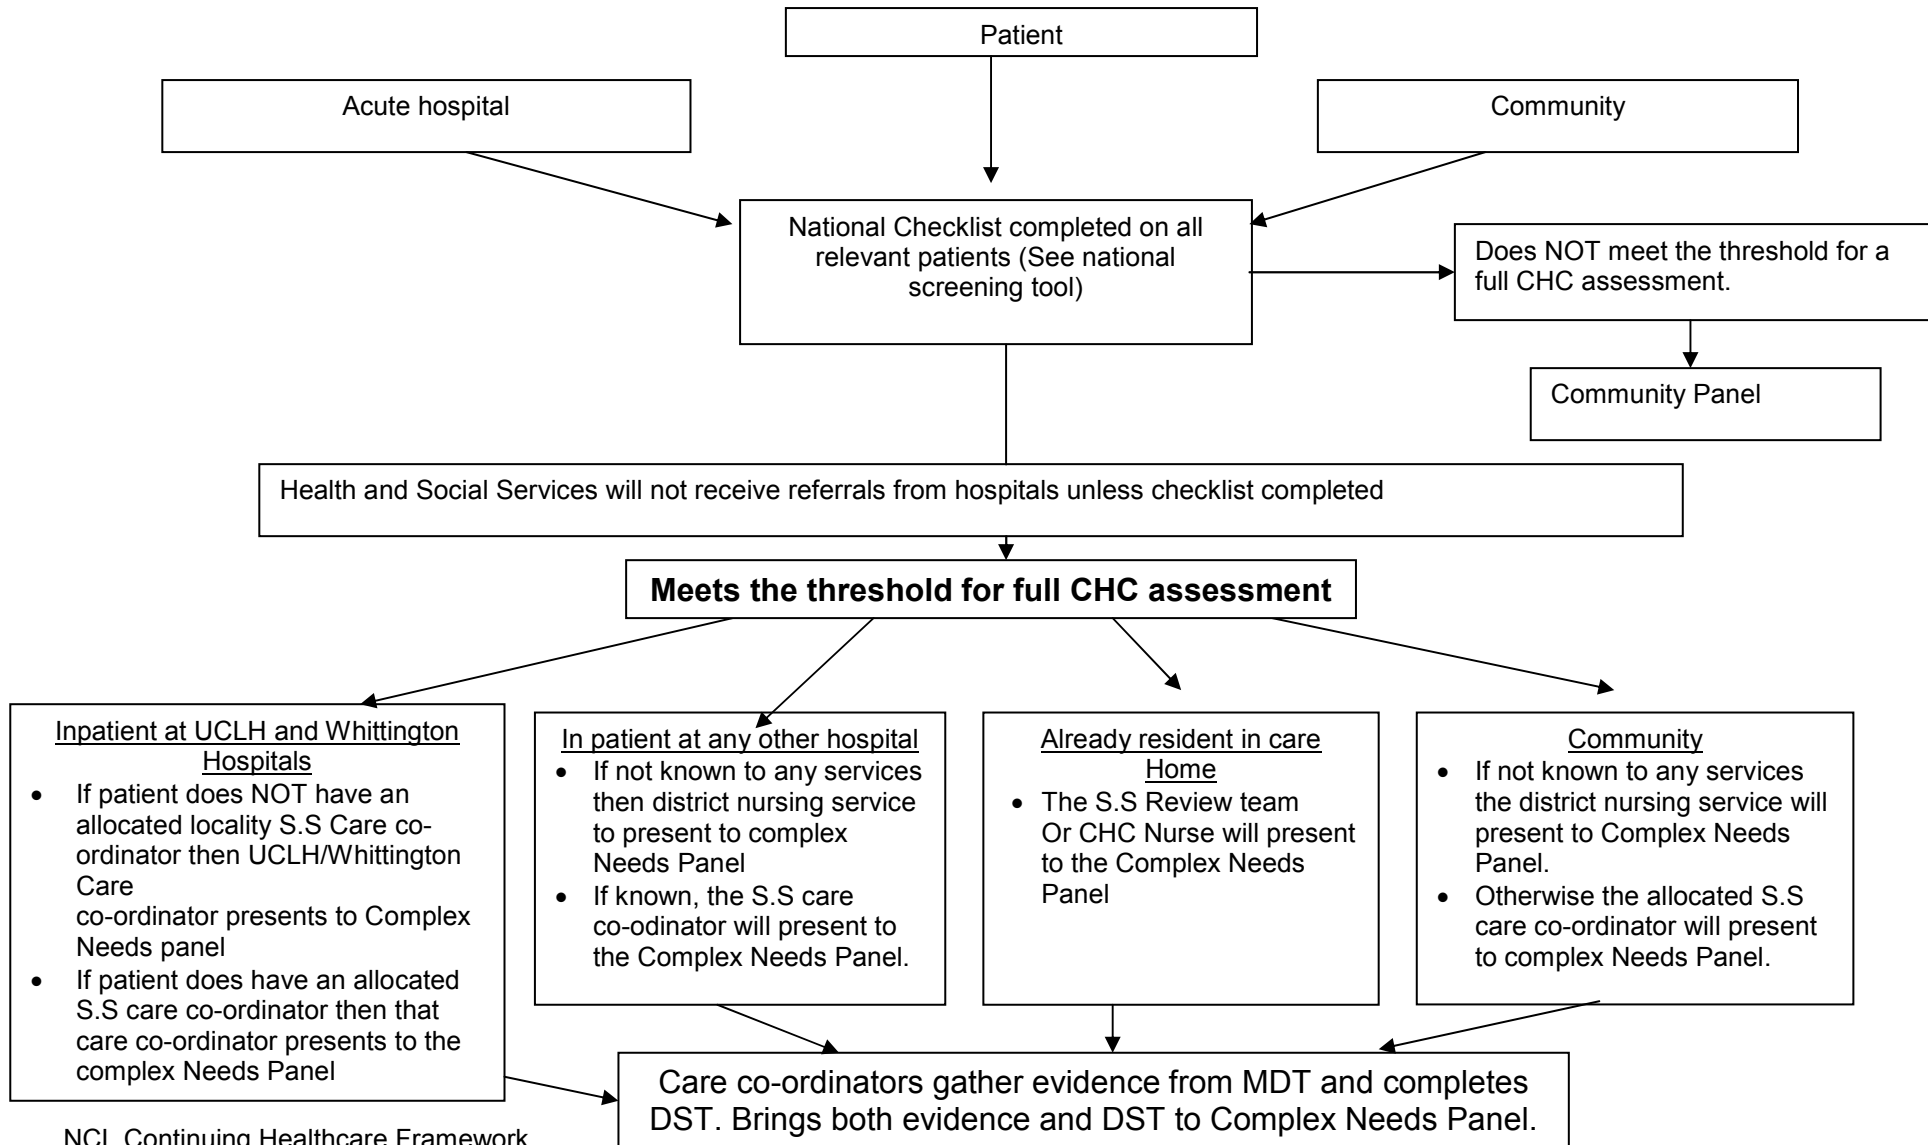 Patient
Acute hospital
Community
National Checklist completed on all
relevant patients (See national
screening tool)
Does NOT meet the threshold for a
full CHC assessment.
Community Panel
Health and Social Services will not receive referrals from hospitals unless checklist completed
Meets the threshold for full CHC assessment
Inpatient at UCLH and Whittington
Hospitals
• If patient does NOT have an
allocated locality S.S Care co-
ordinator then UCLH/Whittington
Care
co-ordinator presents to Complex
Needs panel
• If patient does have an allocated
S.S care co-ordinator then that
care co-ordinator presents to the
complex Needs Panel
In patient at any other hospital
• If not known to any services
then district nursing service
to present to complex
Needs Panel
• If known, the S.S care
co-odinator will present to
the Complex Needs Panel.
Already resident in care
Home
• The S.S Review team
Or CHC Nurse will present
to the Complex Needs
Panel
Community
• If not known to any services
the district nursing service will
present to Complex Needs
Panel.
• Otherwise the allocated S.S
care co-ordinator will present
to complex Needs Panel.
Care co-ordinators gather evidence from MDT and completes
DST. Brings both evidence and DST to Complex Needs Panel.
NCL Continuing Healthcare Framework